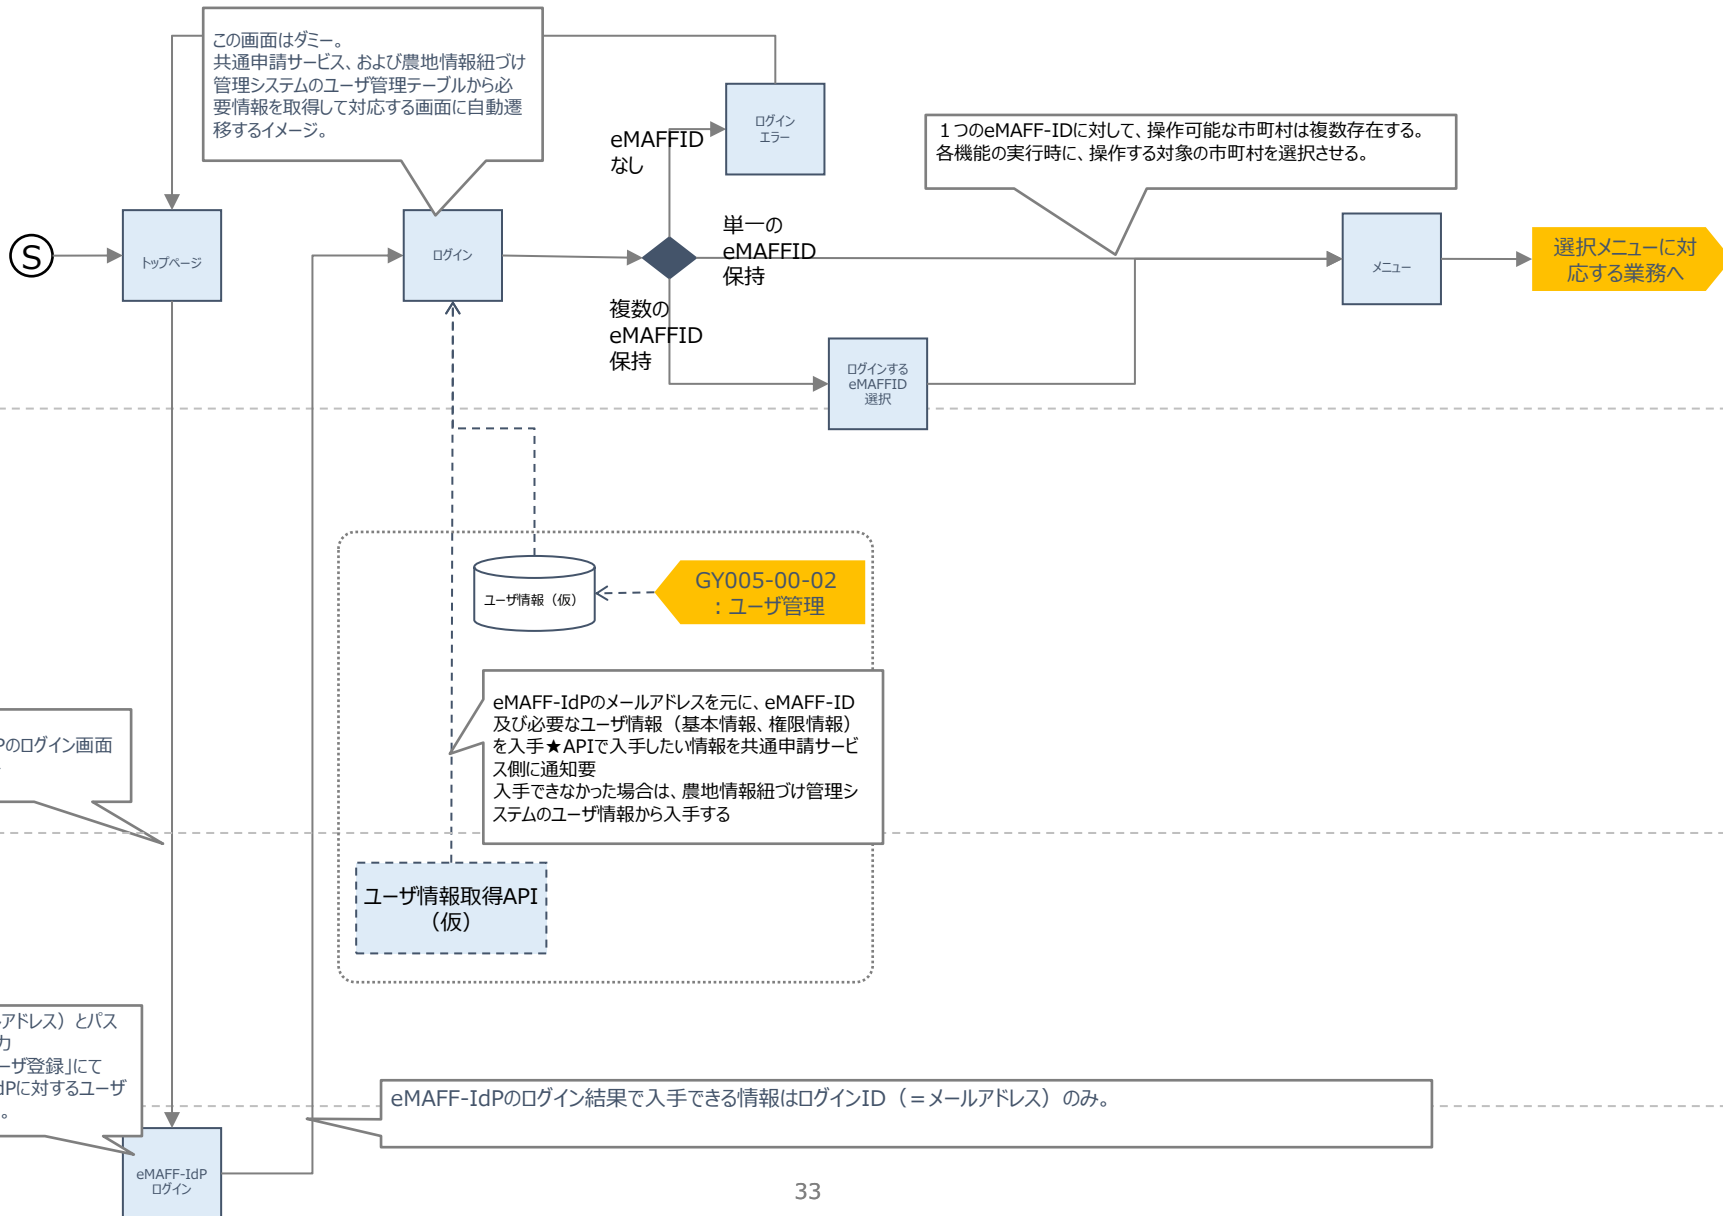 この画面はダミー。
共通申請サービス、および農地情報紐づけ
管理システムのユーザ管理テーブルから必
要情報を取得して対応する画面に自動遷
移するイメージ。
ログイン
エラー
eMAFFID
なし
１つのeMAFF-IDに対して、操作可能な市町村は複数存在する。
各機能の実行時に、操作する対象の市町村を選択させる。
S
トップページ
ログイン
単一の
eMAFFID
保持
メニュー
選択メニューに対
応する業務へ
複数の
eMAFFID
保持
ログインする
eMAFFID
選択
ユーザ情報（仮）
GY005-00-02
：ユーザ管理
eMAFF-IdPのメールアドレスを元に、eMAFF-ID
及び必要なユーザ情報（基本情報、権限情報）
を入手★APIで入手したい情報を共通申請サービ
ス側に通知要
入手できなかった場合は、農地情報紐づけ管理シ
ステムのユーザ情報から入手する
Pのログイン画面
ユーザ情報取得API
（仮）
アドレス）とパス
力
ーザ登録」にて
dPに対するユーザ
。
eMAFF-IdPのログイン結果で入手できる情報はログインID（＝メールアドレス）のみ。
eMAFF-IdP
ログイン
33